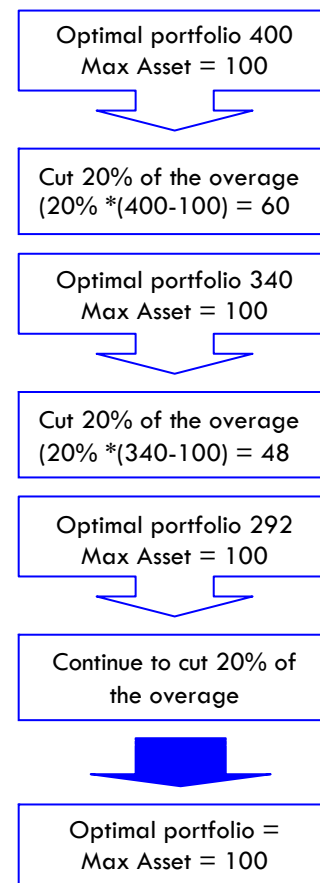 Optimal portfolio 400
Max Asset = 100
Cut 20% of the overage
(20% *(400-100) = 60
Optimal portfolio 340
Max Asset = 100
Cut 20% of the overage
(20% *(340-100) = 48
Optimal portfolio 292
Max Asset = 100
Continue to cut 20% of
the overage
Optimal portfolio =
Max Asset = 100